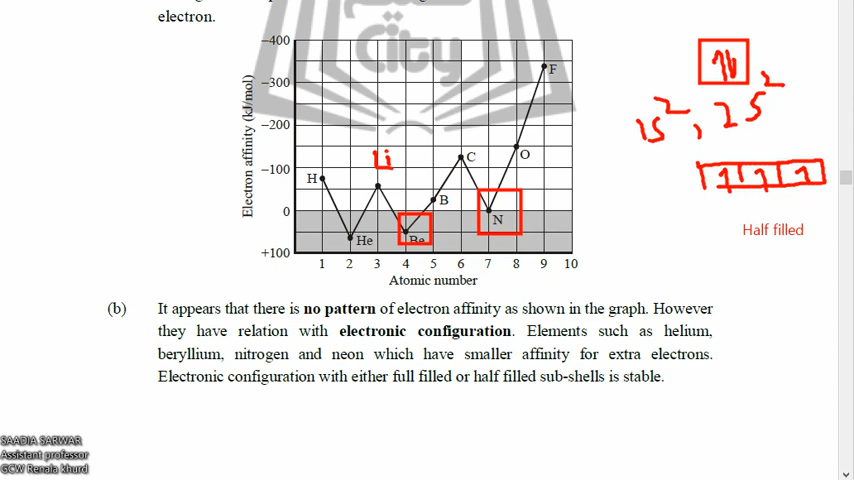 electron.
Electron affinity (kJ/mol)
–400
–300
–200
–100
0
+100
H
He
Li
Be
B
C
N
O
F
1 2 3 4 5 6 7 8 9 10
Atomic number
سٹی
1s², 2s²
Half filled
(b) It appears that there is no pattern of electron affinity as shown in the graph. However
they have relation with electronic configuration. Elements such as helium,
beryllium, nitrogen and neon which have smaller affinity for extra electrons.
Electronic configuration with either full filled or half filled sub-shells is stable.
SAADIA SARWAR
Assistant professor
GCW Renala khurd